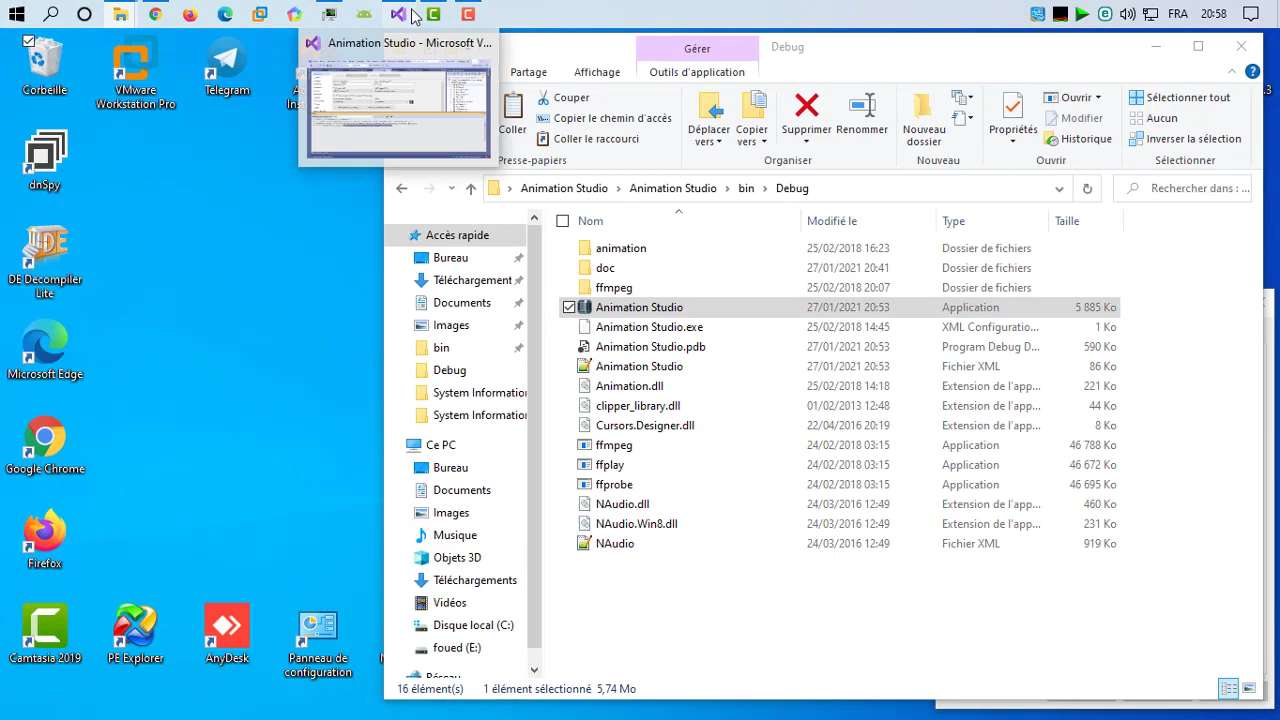 FRA 20:58
Animation Studio - Microsoft V...
Gérer
Debug
Partage
Affichage
Outils d'application
Coller
Couper
Copier le chemin d'accès
Coller le raccourci
Presse-papiers
Déplacer vers
Copier vers
Supprimer
Renommer
Organiser
Nouveau dossier
Nouveau
Propriétés
Ouvrir
Modifier
Historique
Ouvrir
Aucun
Inverser la sélection
Sélectionner
Animation Studio
Animation Studio
bin
Debug
Rechercher dans : ...
Nom
Modifié le
Type
Taille
animation 25/02/2018 16:23 Dossier de fichiers
doc 27/01/2021 20:41 Dossier de fichiers
ffmpeg 25/02/2018 20:07 Dossier de fichiers
Animation Studio 27/01/2021 20:53 Application 5 885 Ko
Animation Studio.exe 25/02/2018 14:45 XML Configuratio... 1 Ko
Animation Studio.pdb 27/01/2021 20:53 Program Debug D... 590 Ko
Animation Studio 27/01/2021 20:53 Fichier XML 86 Ko
Animation.dll 25/02/2018 14:18 Extension de l'app... 221 Ko
clipper_library.dll 01/02/2013 12:48 Extension de l'app... 44 Ko
Cursors.Designer.dll 22/04/2016 20:19 Extension de l'app... 8 Ko
ffmpeg 24/02/2018 03:15 Application 46 788 Ko
ffplay 24/02/2018 03:15 Application 46 672 Ko
ffprobe 24/02/2018 03:15 Application 46 695 Ko
NAudio.dll 24/03/2016 12:49 Extension de l'app... 460 Ko
NAudio.Win8.dll 24/03/2016 12:49 Extension de l'app... 231 Ko
NAudio 24/03/2016 12:49 Fichier XML 919 Ko
Accès rapide
Bureau
Téléchargement
Documents
Images
bin
Debug
System Informatio
System Informatio
Ce PC
Bureau
Documents
Images
Musique
Objets 3D
Téléchargements
Vidéos
Disque local (C:)
foued (E:)
16 élément(s) 1 élément sélectionné 5,74 Mo
Corbeille
VMware Workstation Pro
Telegram
dnSpy
DE Decompiler Lite
Microsoft Edge
Google Chrome
Firefox
Camtasia 2019
PE Explorer
AnyDesk
Panneau de configuration